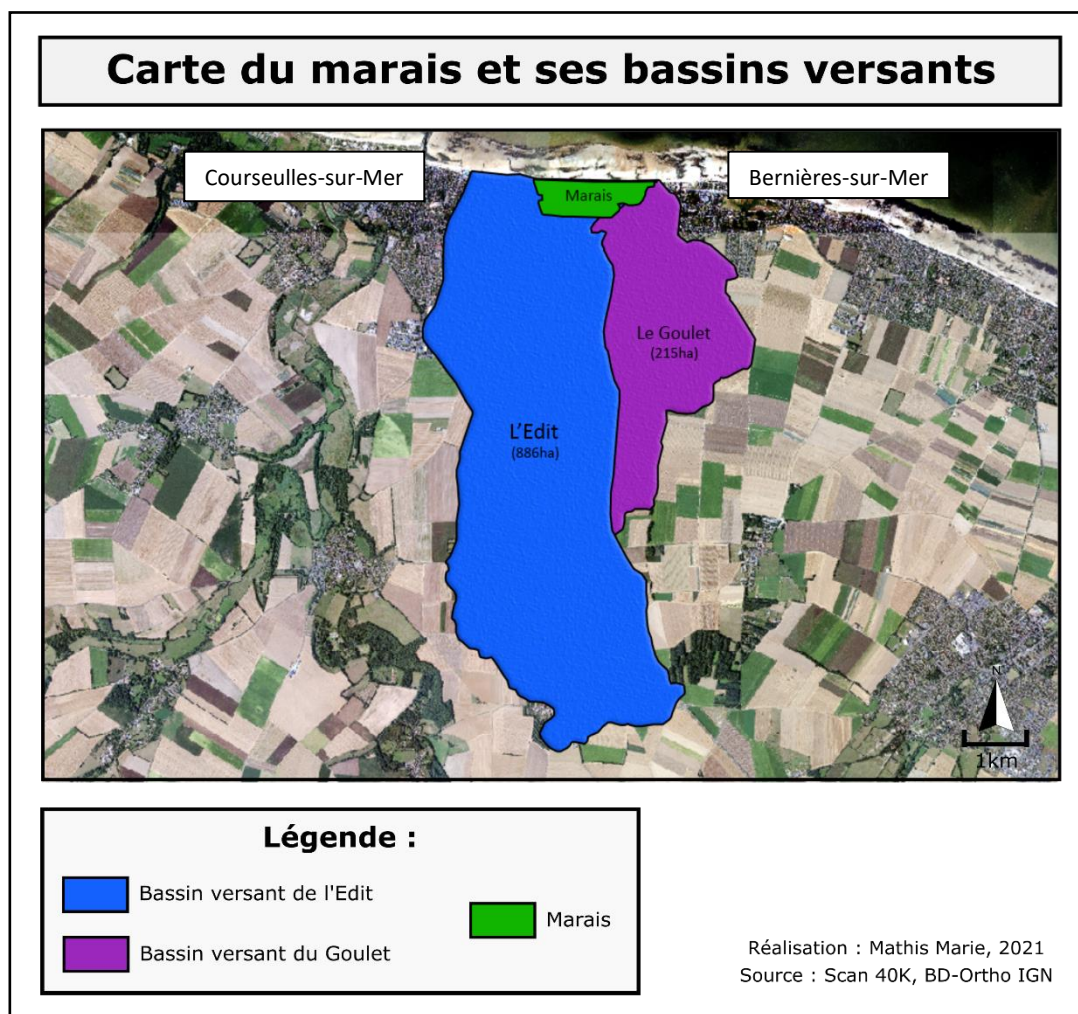 Carte du marais et ses bassins versants
Courseulles-sur-Mer
Bernières-sur-Mer
Marais
Le Goulet
(215ha)
L'Edit
(886ha)
N
1km
Légende :
Bassin versant de l'Edit
Bassin versant du Goulet
Marais
Réalisation : Mathis Marie, 2021
Source : Scan 40K, BD-Ortho IGN